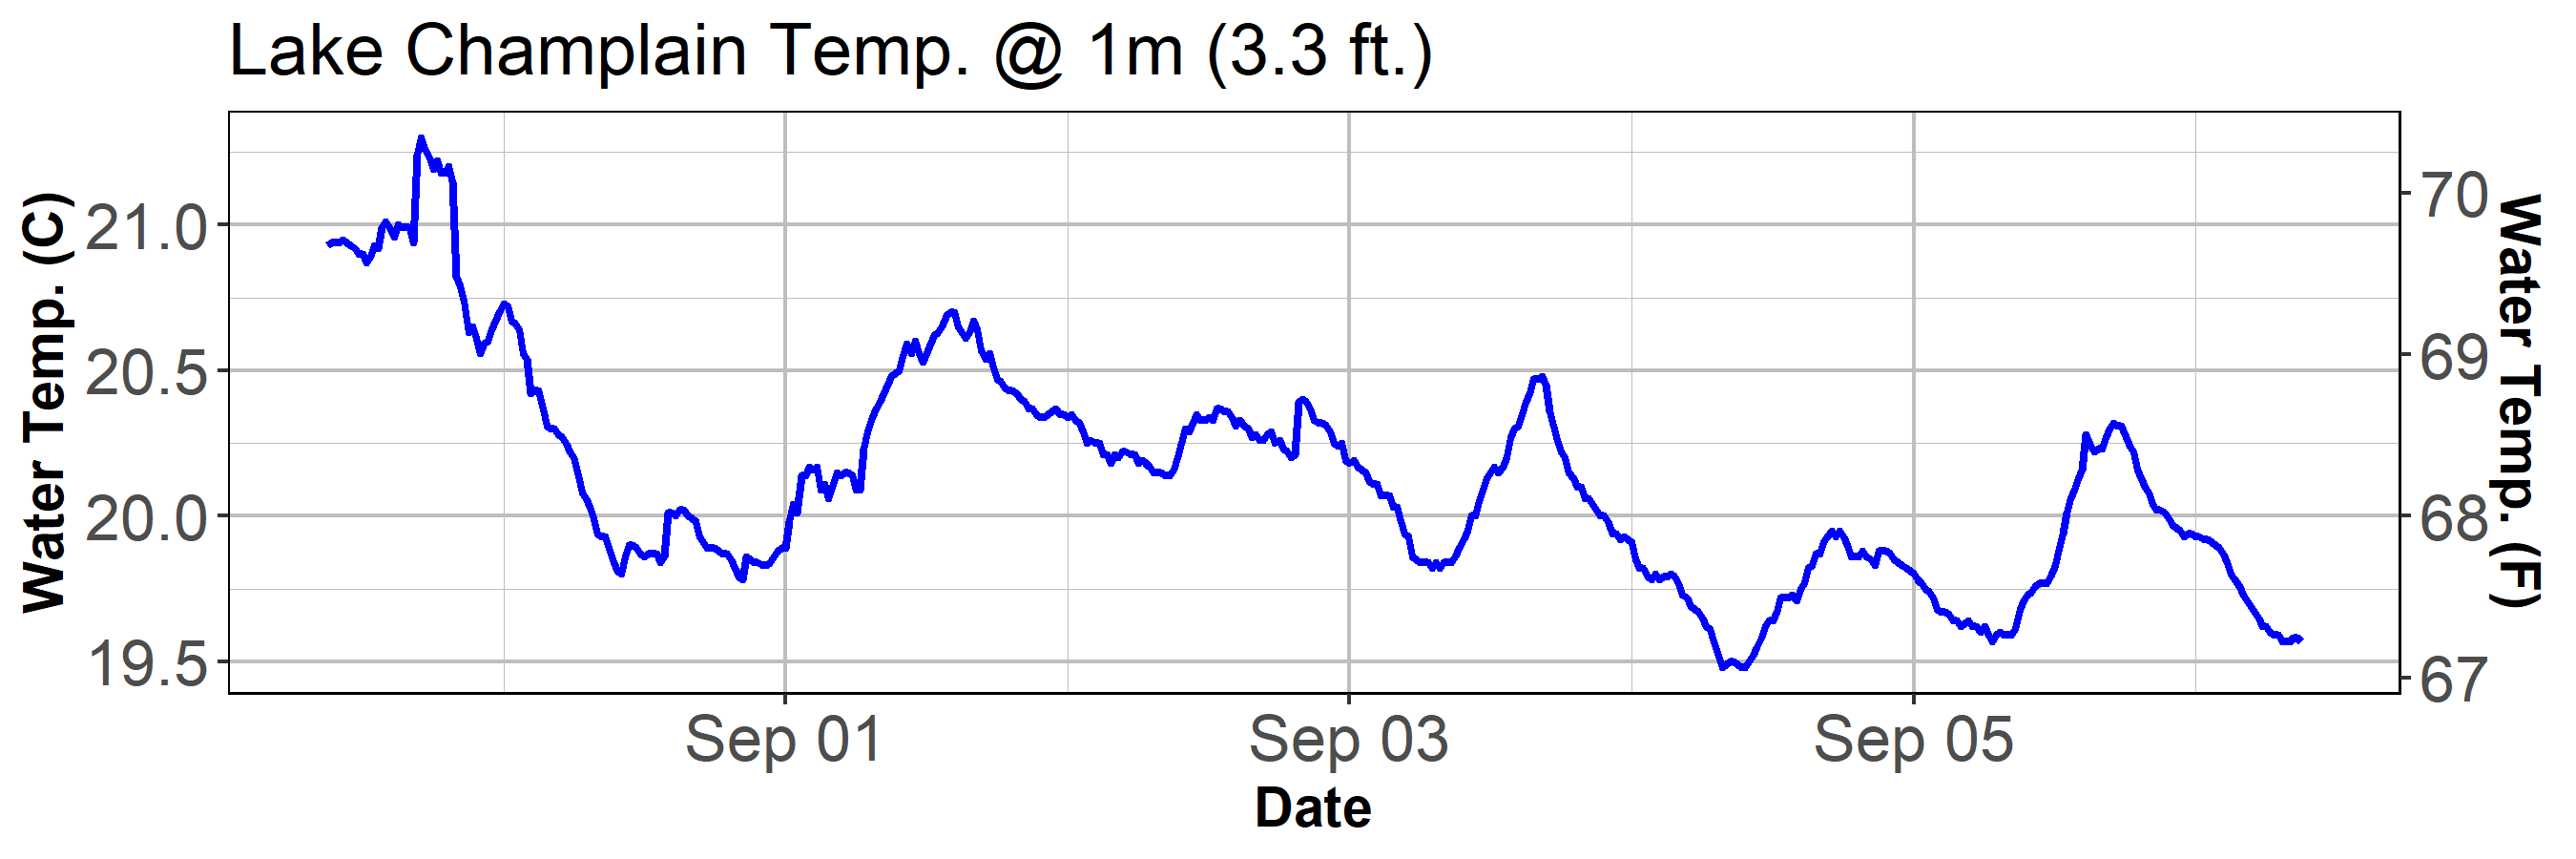 Lake Champlain Temp. @ 1m (3.3 ft.)
Water Temp. (C)
21.0
20.5
20.0
19.5
70
69
68
67
Water Temp. (F)
Sep 01
Sep 03
Sep 05
Date